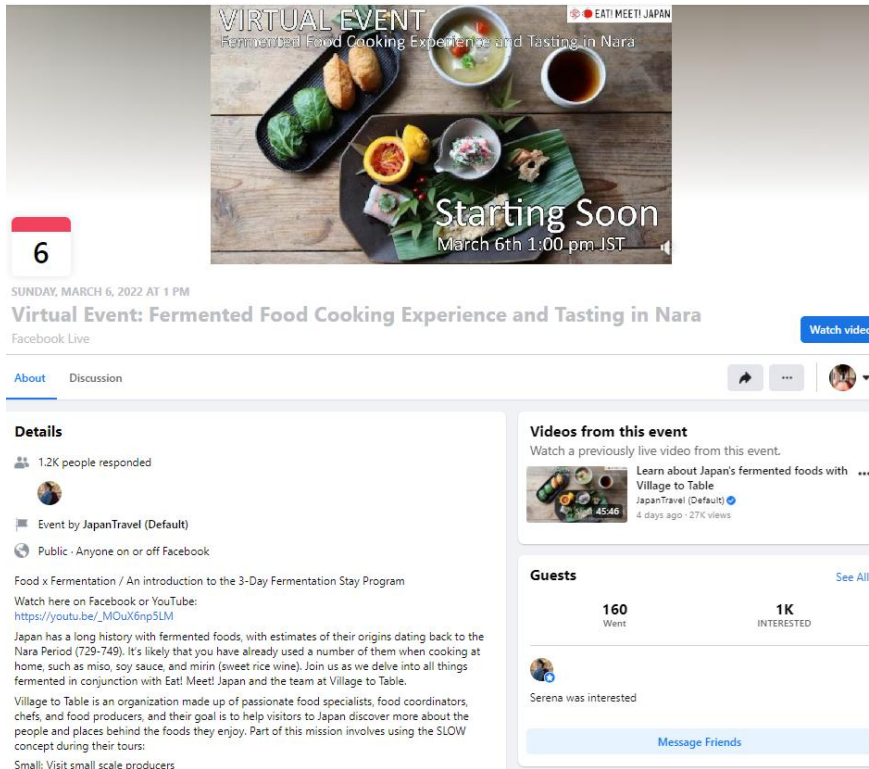 VIRTUAL EVENT
EAT! MEET! JAPAN
Fermented Food Cooking Experience and Tasting in Nara
Starting Soon
March 6th 1:00 pm JST
6
SUNDAY, MARCH 6, 2022 AT 1 PM
Virtual Event: Fermented Food Cooking Experience and Tasting in Nara
Facebook Live
Watch video
About
Discussion
Details
1.2K people responded
Event by JapanTravel (Default)
Public · Anyone on or off Facebook
Food x Fermentation / An introduction to the 3-Day Fermentation Stay Program
Watch here on Facebook or YouTube:
https://youtu.be/_MOuX6np5LM
Japan has a long history with fermented foods, with estimates of their origins dating back to the
Nara Period (729-749). It's likely that you have already used a number of them when cooking at
home, such as miso, soy sauce, and mirin (sweet rice wine). Join us as we delve into all things
fermented in conjunction with Eat! Meet! Japan and the team at Village to Table.
Village to Table is an organization made up of passionate food specialists, food coordinators,
chefs, and food producers, and their goal is to help visitors to Japan discover more about the
people and places behind the foods they enjoy. Part of this mission involves using the SLOW
concept during their tours:
Small: Visit small scale producers
Videos from this event
Watch a previously live video from this event.
45:46
Learn about Japan's fermented foods with
Village to Table
JapanTravel (Default)
4 days ago · 27K views
Guests
See All
160
Went
1K
INTERESTED
Serena was interested
Message Friends